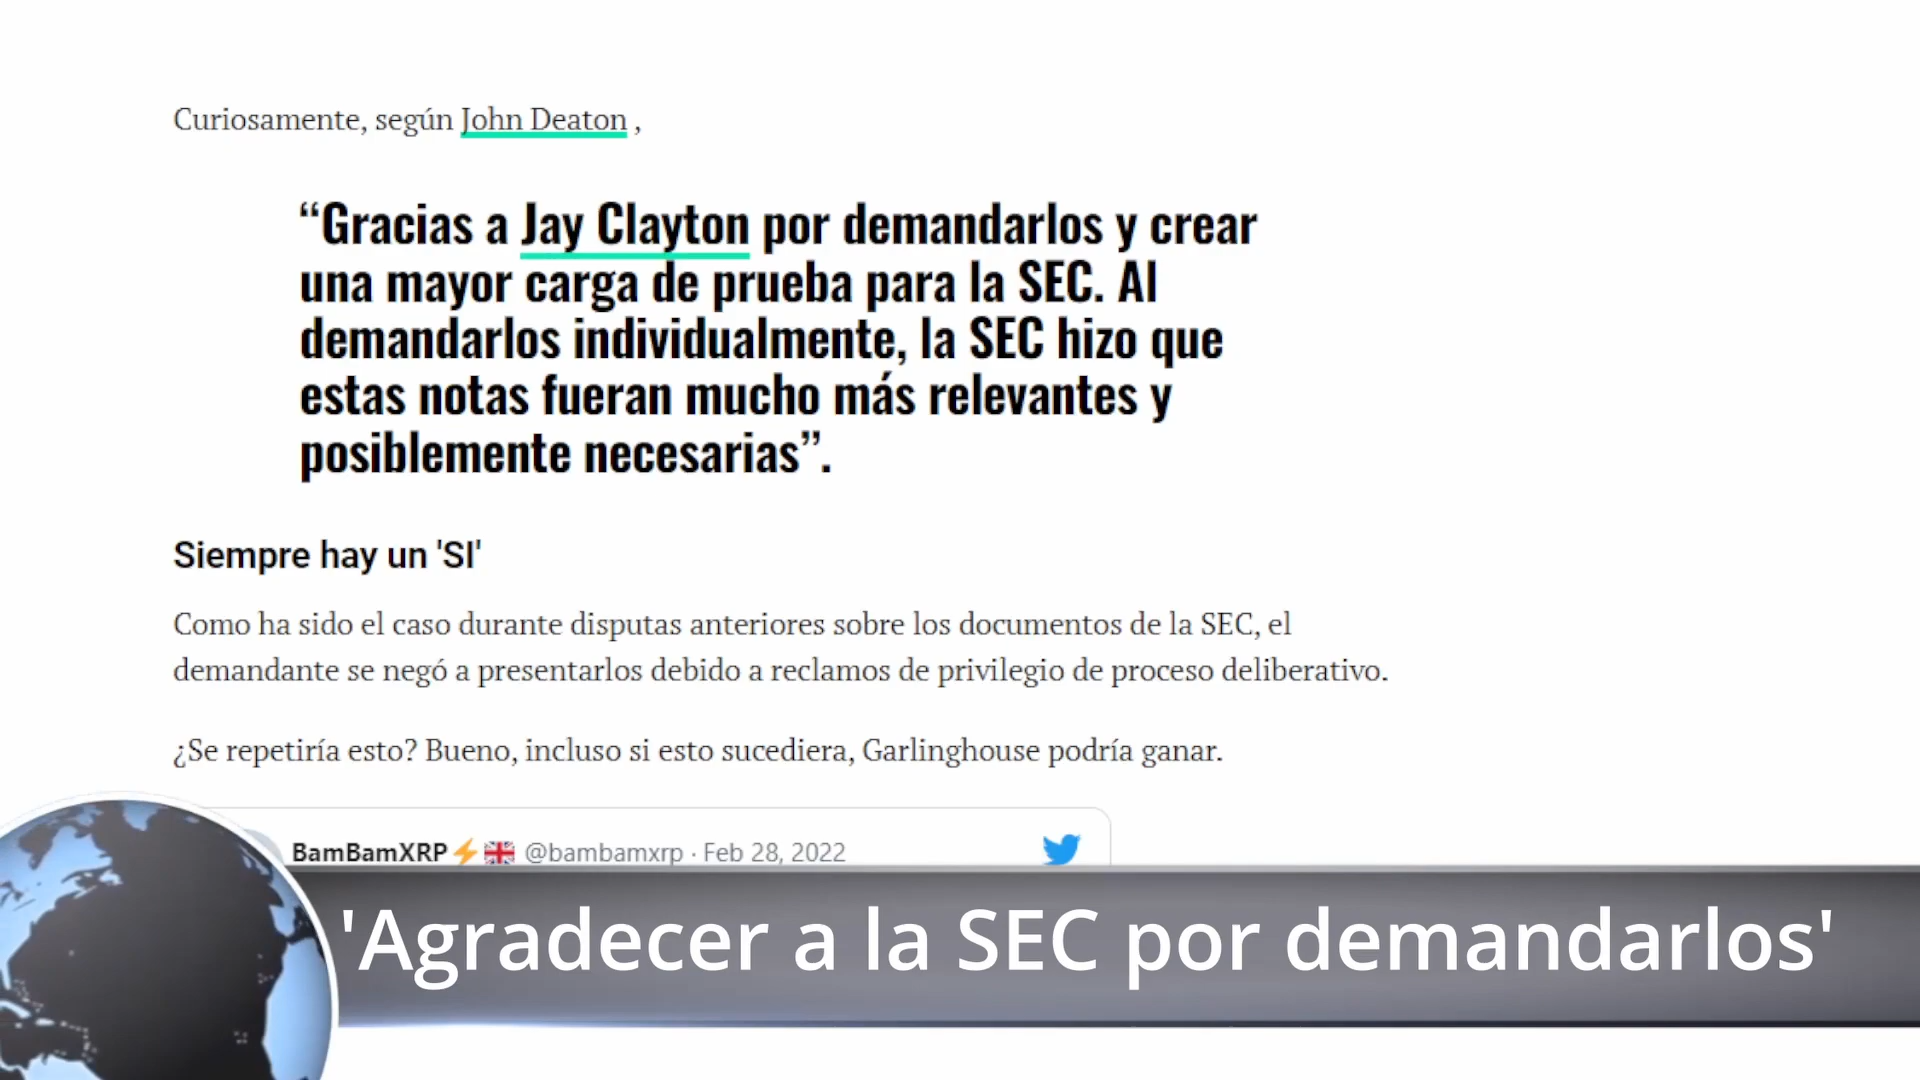 Curiosamente, según John Deaton ,
“Gracias a Jay Clayton por demandarlos y crear
una mayor carga de prueba para la SEC. Al
demandarlos individualmente, la SEC hizo que
estas notas fueran mucho más relevantes y
posiblemente necesarias”.
Siempre hay un 'SI'
Como ha sido el caso durante disputas anteriores sobre los documentos de la SEC, el
demandante se negó a presentarlos debido a reclamos de privilegio de proceso deliberativo.
¿Se repetiría esto? Bueno, incluso si esto sucediera, Garlinghouse podría ganar.
BamBamXRP⚡🇬🇧 @bambamxrp · Feb 28, 2022
'Agradecer a la SEC por demandarlos'